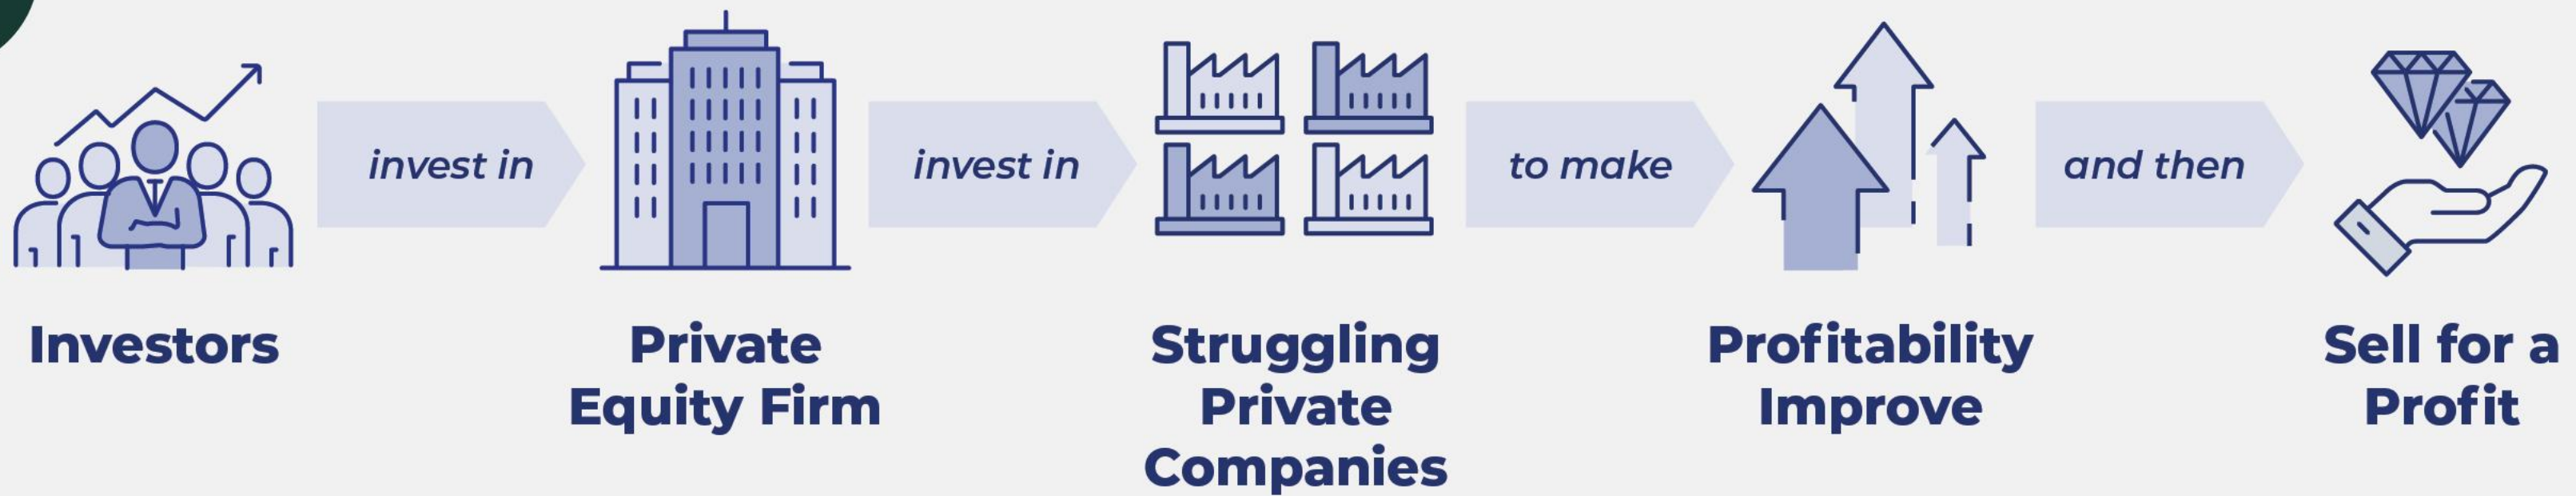 Investors
invest in
Private
Equity Firm
invest in
Struggling
Private
Companies
to make
Profitability
Improve
and then
Sell for a
Profit